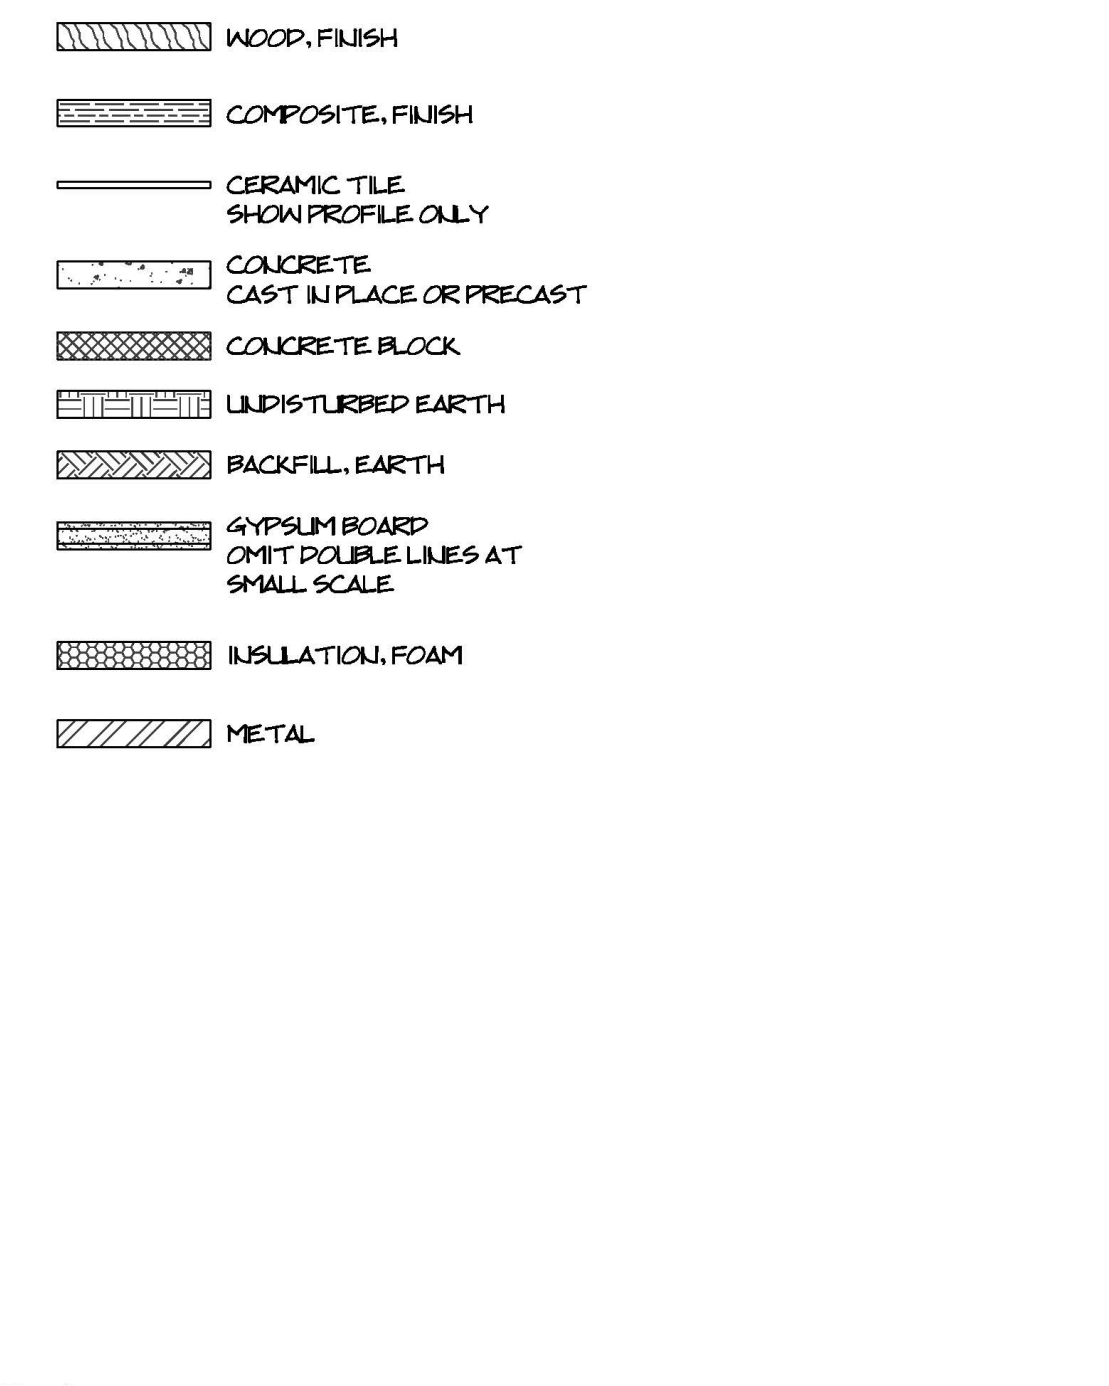 WOOD, FINISH
COMPOSITE, FINISH
CERAMIC TILE
SHOW PROFILE ONLY
CONCRETE
CAST IN PLACE OR PRECAST
CONCRETE BLOCK
UNDISTURBED EARTH
BACKFILL, EARTH
GYPSUM BOARD
OMIT DOUBLE LINES AT
SMALL SCALE
INSULATION, FOAM
METAL